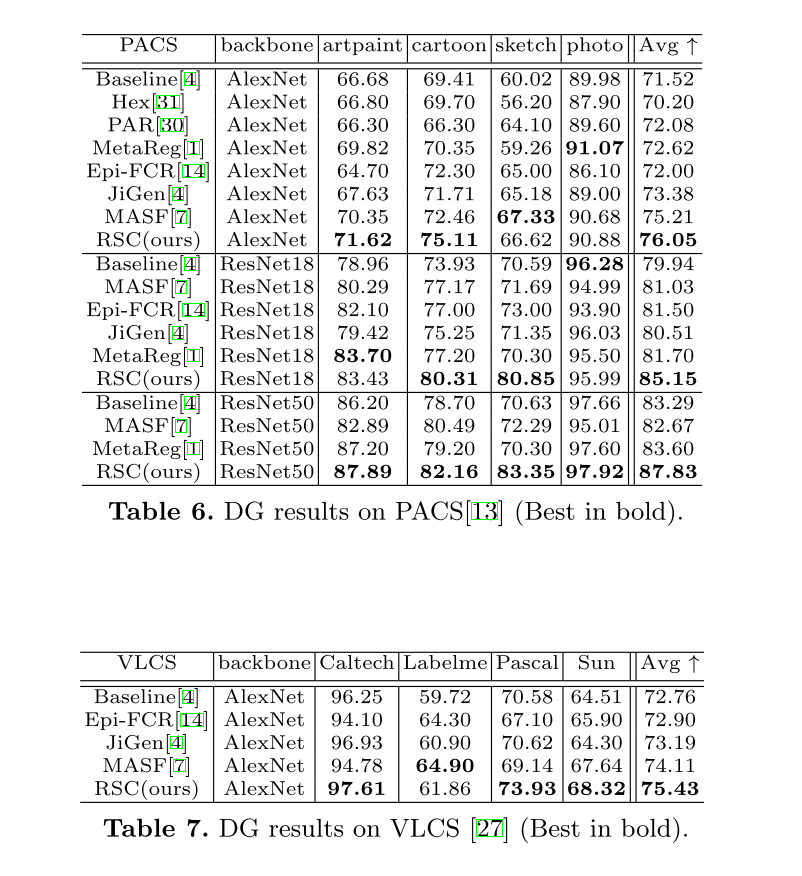 PACS backbone artpaint cartoon sketch photo Avg ↑
Baseline[4] AlexNet 66.68 69.41 60.02 89.98 71.52
Hex[31] AlexNet 66.80 69.70 56.20 87.90 70.20
PAR[30] AlexNet 66.30 66.30 64.10 89.60 72.08
MetaReg[1] AlexNet 69.82 70.35 59.26 91.07 72.62
Epi-FCR[14] AlexNet 64.70 72.30 65.00 86.10 72.00
JiGen[4] AlexNet 67.63 71.71 65.18 89.00 73.38
MASF[7] AlexNet 70.35 72.46 67.33 90.68 75.21
RSC(ours) AlexNet 71.62 75.11 66.62 90.88 76.05
Baseline[4] ResNet18 78.96 73.93 70.59 96.28 79.94
MASF[7] ResNet18 80.29 77.17 71.69 94.99 81.03
Epi-FCR[14] ResNet18 82.10 77.00 73.00 93.90 81.50
JiGen[4] ResNet18 79.42 75.25 71.35 96.03 80.51
MetaReg[1] ResNet18 83.70 77.20 70.30 95.50 81.70
RSC(ours) ResNet18 83.43 80.31 80.85 95.99 85.15
Baseline[4] ResNet50 86.20 78.70 70.63 97.66 83.29
MASF[7] ResNet50 82.89 80.49 72.29 95.01 82.67
MetaReg[1] ResNet50 87.20 79.20 70.30 97.60 83.60
RSC(ours) ResNet50 87.89 82.16 83.35 97.92 87.83
Table 6. DG results on PACS[13] (Best in bold).
VLCS backbone Caltech Labelme Pascal Sun Avg ↑
Baseline[4] AlexNet 96.25 59.72 70.58 64.51 72.76
Epi-FCR[14] AlexNet 94.10 64.30 67.10 65.90 72.90
JiGen[4] AlexNet 96.93 60.90 70.62 64.30 73.19
MASF[7] AlexNet 94.78 64.90 69.14 67.64 74.11
RSC(ours) AlexNet 97.61 61.86 73.93 68.32 75.43
Table 7. DG results on VLCS [27] (Best in bold).